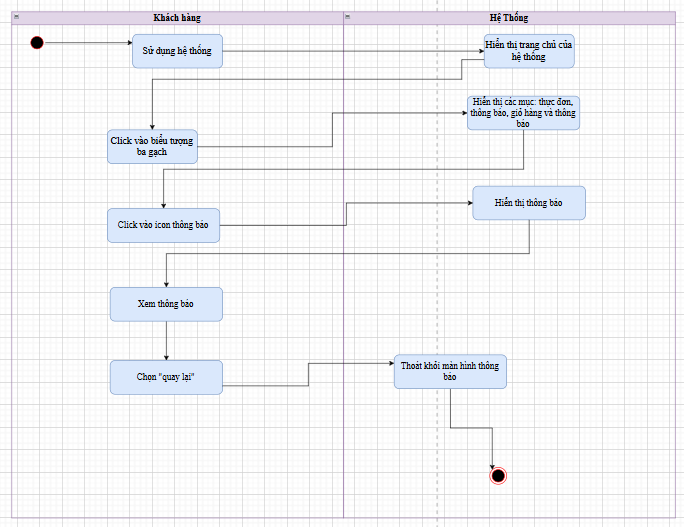 Khách hàng
Hệ Thống
Sử dụng hệ thống
Hiển thị trang chủ của
hệ thống
Click vào biểu tượng
ba gạch
Hiển thị các mục: thực đơn,
thông báo, giỏ hàng và thông
báo
Click vào icon thông báo
Hiển thị thông báo
Xem thông báo
Chọn "quay lại"
Thoát khỏi màn hình thông
báo